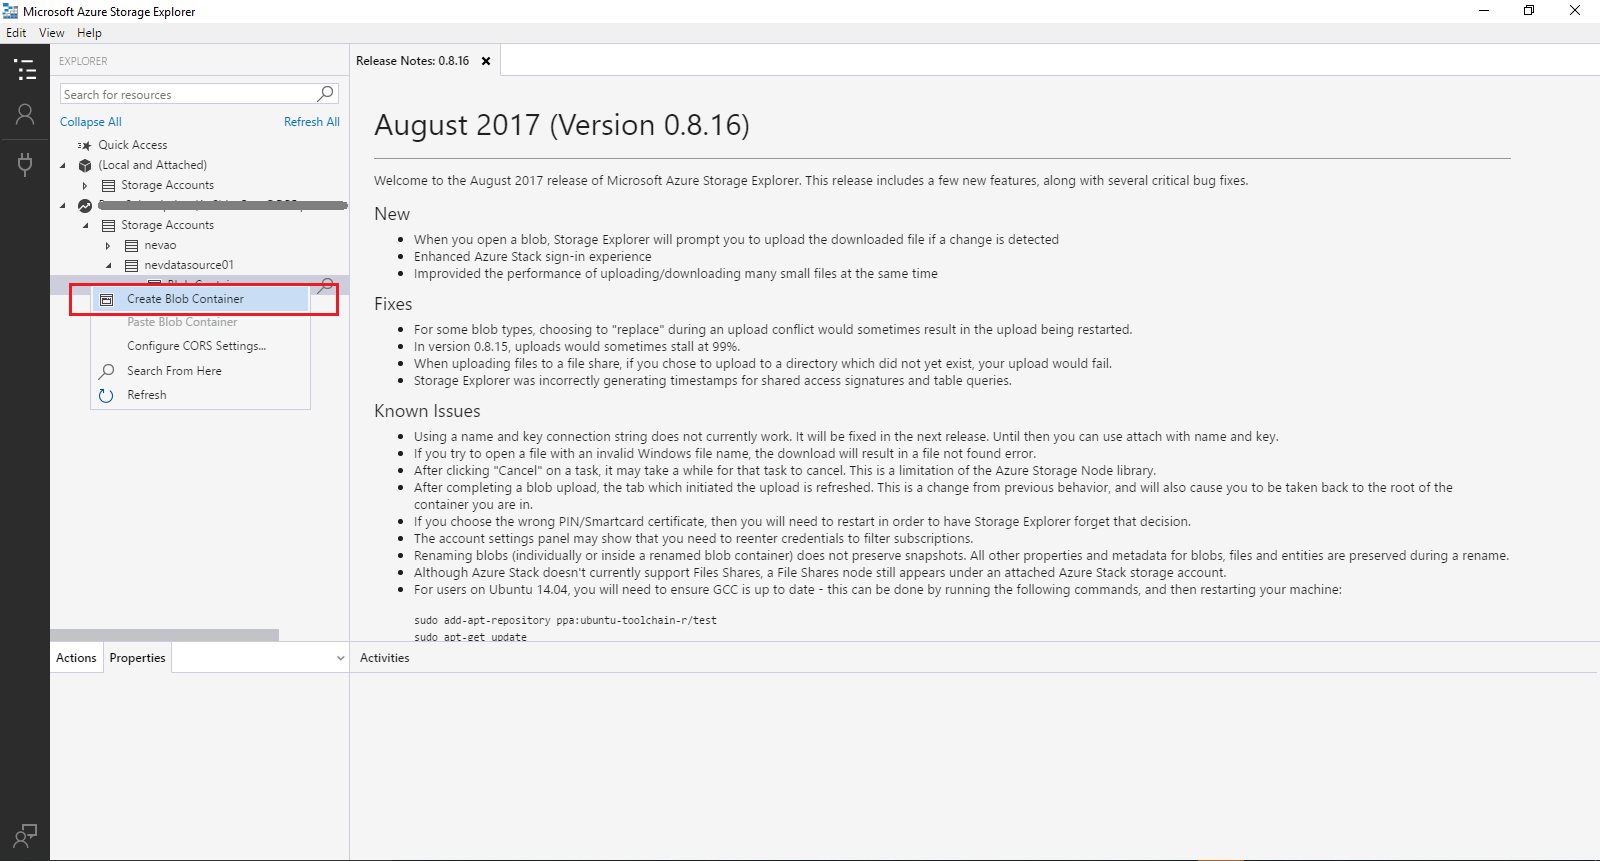 Microsoft Azure Storage Explorer
Edit View Help
EXPLORER
Release Notes: 0.8.16
Search for resources
Collapse All Refresh All
Quick Access
(Local and Attached)
Storage Accounts
Storage Accounts
nevao
nevdatasource01
Create Blob Container
Paste Blob Container
Configure CORS Settings...
Search From Here
Refresh
August 2017 (Version 0.8.16)
Welcome to the August 2017 release of Microsoft Azure Storage Explorer. This release includes a few new features, along with several critical bug fixes.
New
When you open a blob, Storage Explorer will prompt you to upload the downloaded file if a change is detected
Enhanced Azure Stack sign-in experience
Improvided the performance of uploading/downloading many small files at the same time
Fixes
For some blob types, choosing to "replace" during an upload conflict would sometimes result in the upload being restarted.
In version 0.8.15, uploads would sometimes stall at 99%.
When uploading files to a file share, if you chose to upload to a directory which did not yet exist, your upload would fail.
Storage Explorer was incorrectly generating timestamps for shared access signatures and table queries.
Known Issues
Using a name and key connection string does not currently work. It will be fixed in the next release. Until then you can use attach with name and key.
If you try to open a file with an invalid Windows file name, the download will result in a file not found error.
After clicking "Cancel" on a task, it may take a while for that task to cancel. This is a limitation of the Azure Storage Node library.
After completing a blob upload, the tab which initiated the upload is refreshed. This is a change from previous behavior, and will also cause you to be taken back to the root of the
container you are in.
If you choose the wrong PIN/Smartcard certificate, then you will need to restart in order to have Storage Explorer forget that decision.
The account settings panel may show that you need to reenter credentials to filter subscriptions.
Renaming blobs (individually or inside a renamed blob container) does not preserve snapshots. All other properties and metadata for blobs, files and entities are preserved during a rename.
Although Azure Stack doesn't currently support Files Shares, a File Shares node still appears under an attached Azure Stack storage account.
For users on Ubuntu 14.04, you will need to ensure GCC is up to date - this can be done by running the following commands, and then restarting your machine:
sudo add-apt-repository ppa:ubuntu-toolchain-r/test
sudo apt-get update
Actions Properties
Activities